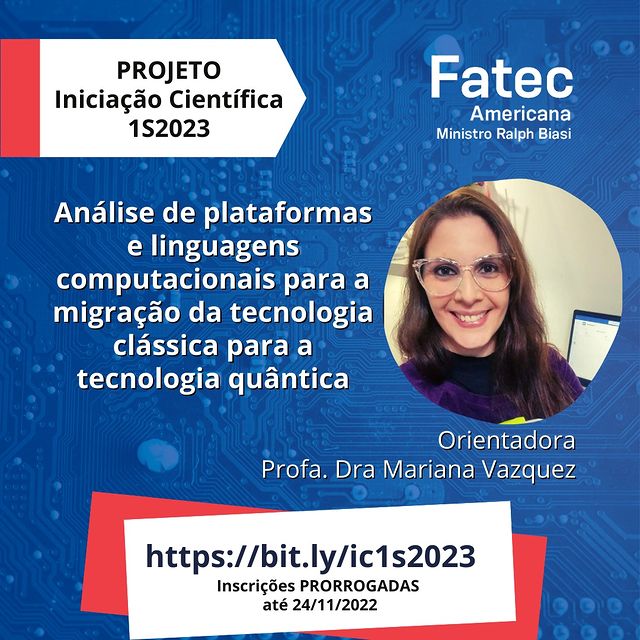 PROJETO
Iniciação Científica
1S2023
Fatec
Americana
Ministro Ralph Biasi
Análise de plataformas
e linguagens
computacionais para a
migração da tecnologia
clássica para a
tecnologia quântica
Orientadora
Profa. Dra Mariana Vazquez
https://bit.ly/ic1s2023
Inscrições PRORROGADAS
até 24/11/2022